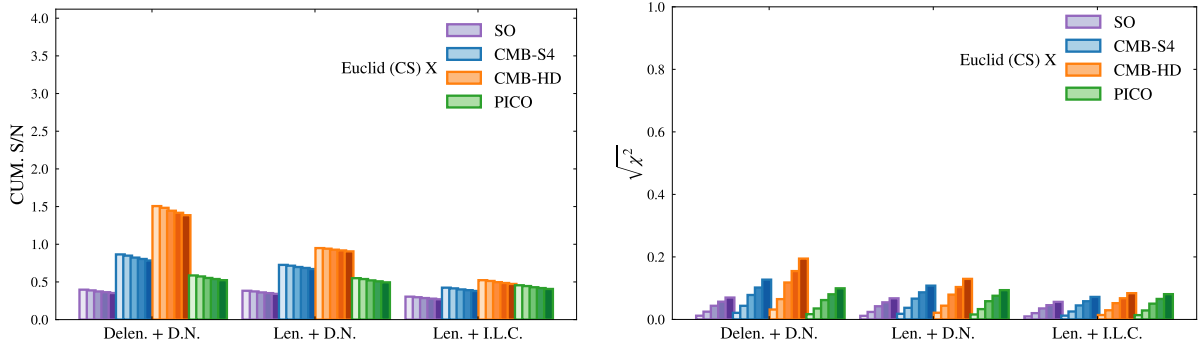 CUM. S/N
4.0
3.5
3.0
2.5
2.0
1.5
1.0
0.5
0.0
Euclid (CS) X
SO
CMB-S4
CMB-HD
PICO
Delen. + D.N.
Len. + D.N.
Len. + I.L.C.
√χ²
1.0
0.8
0.6
0.4
0.2
0.0
Euclid (CS) X
SO
CMB-S4
CMB-HD
PICO
Delen. + D.N.
Len. + D.N.
Len. + I.L.C.